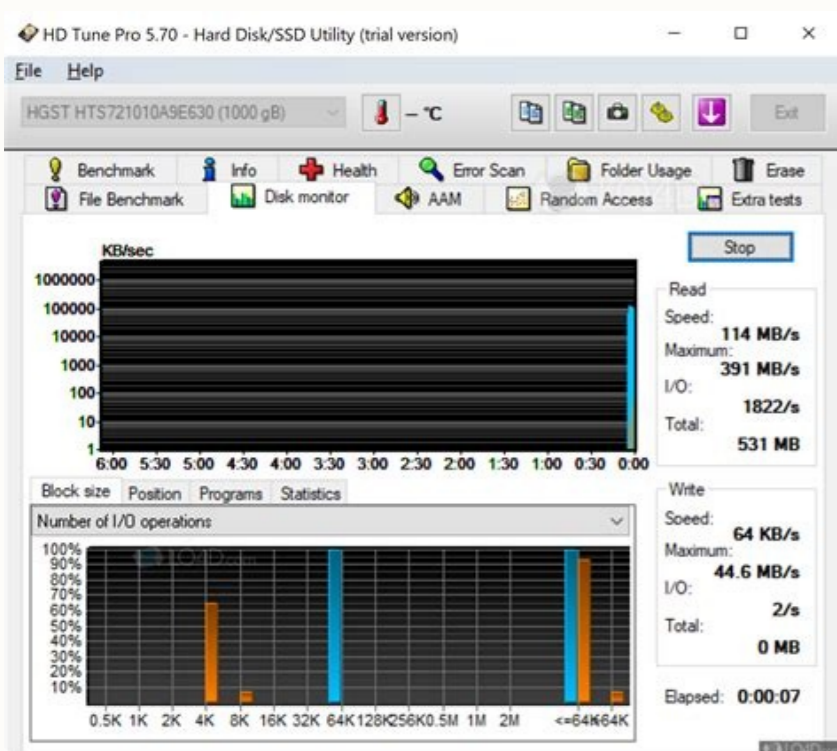 HD Tune Pro 5.70 - Hard Disk/SSD Utility (trial version)
File Help
HGST HTS721010A9E630 (1000 gB) – °C Exit
Benchmark Info Health Error Scan Folder Usage Erase
File Benchmark Disk monitor AAM Random Access Extra tests
KB/sec
1000000
100000
10000
1000
100
10
1
6:00 5:30 5:00 4:30 4:00 3:30 3:00 2:30 2:00 1:30 1:00 0:30 0:00
Stop
Read
Speed:
114 MB/s
Maximum:
391 MB/s
I/O:
1822/s
Total:
531 MB
Block size Position Programs Statistics
Number of I/O operations
100%
90%
80%
70%
60%
50%
40%
30%
20%
10%
0.5K 1K 2K 4K 8K 16K 32K 64K 128K 256K 0.5M 1M 2M <=64K >64K
LO4D.com
Write
Speed:
64 KB/s
Maximum:
44.6 MB/s
I/O:
2/s
Total:
0 MB
Elapsed: 0:00:07